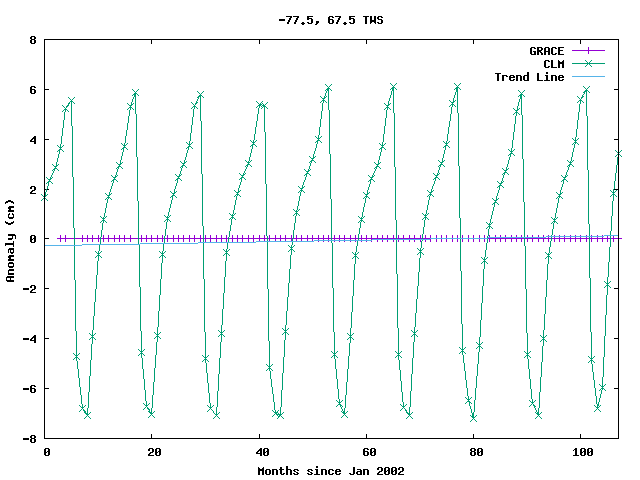 -77.5, 67.5 TWS
8
6
4
2
0
-2
-4
-6
-8
Anomaly (cm)
GRACE
CLM
Trend Line
0 20 40 60 80 100
Months since Jan 2002